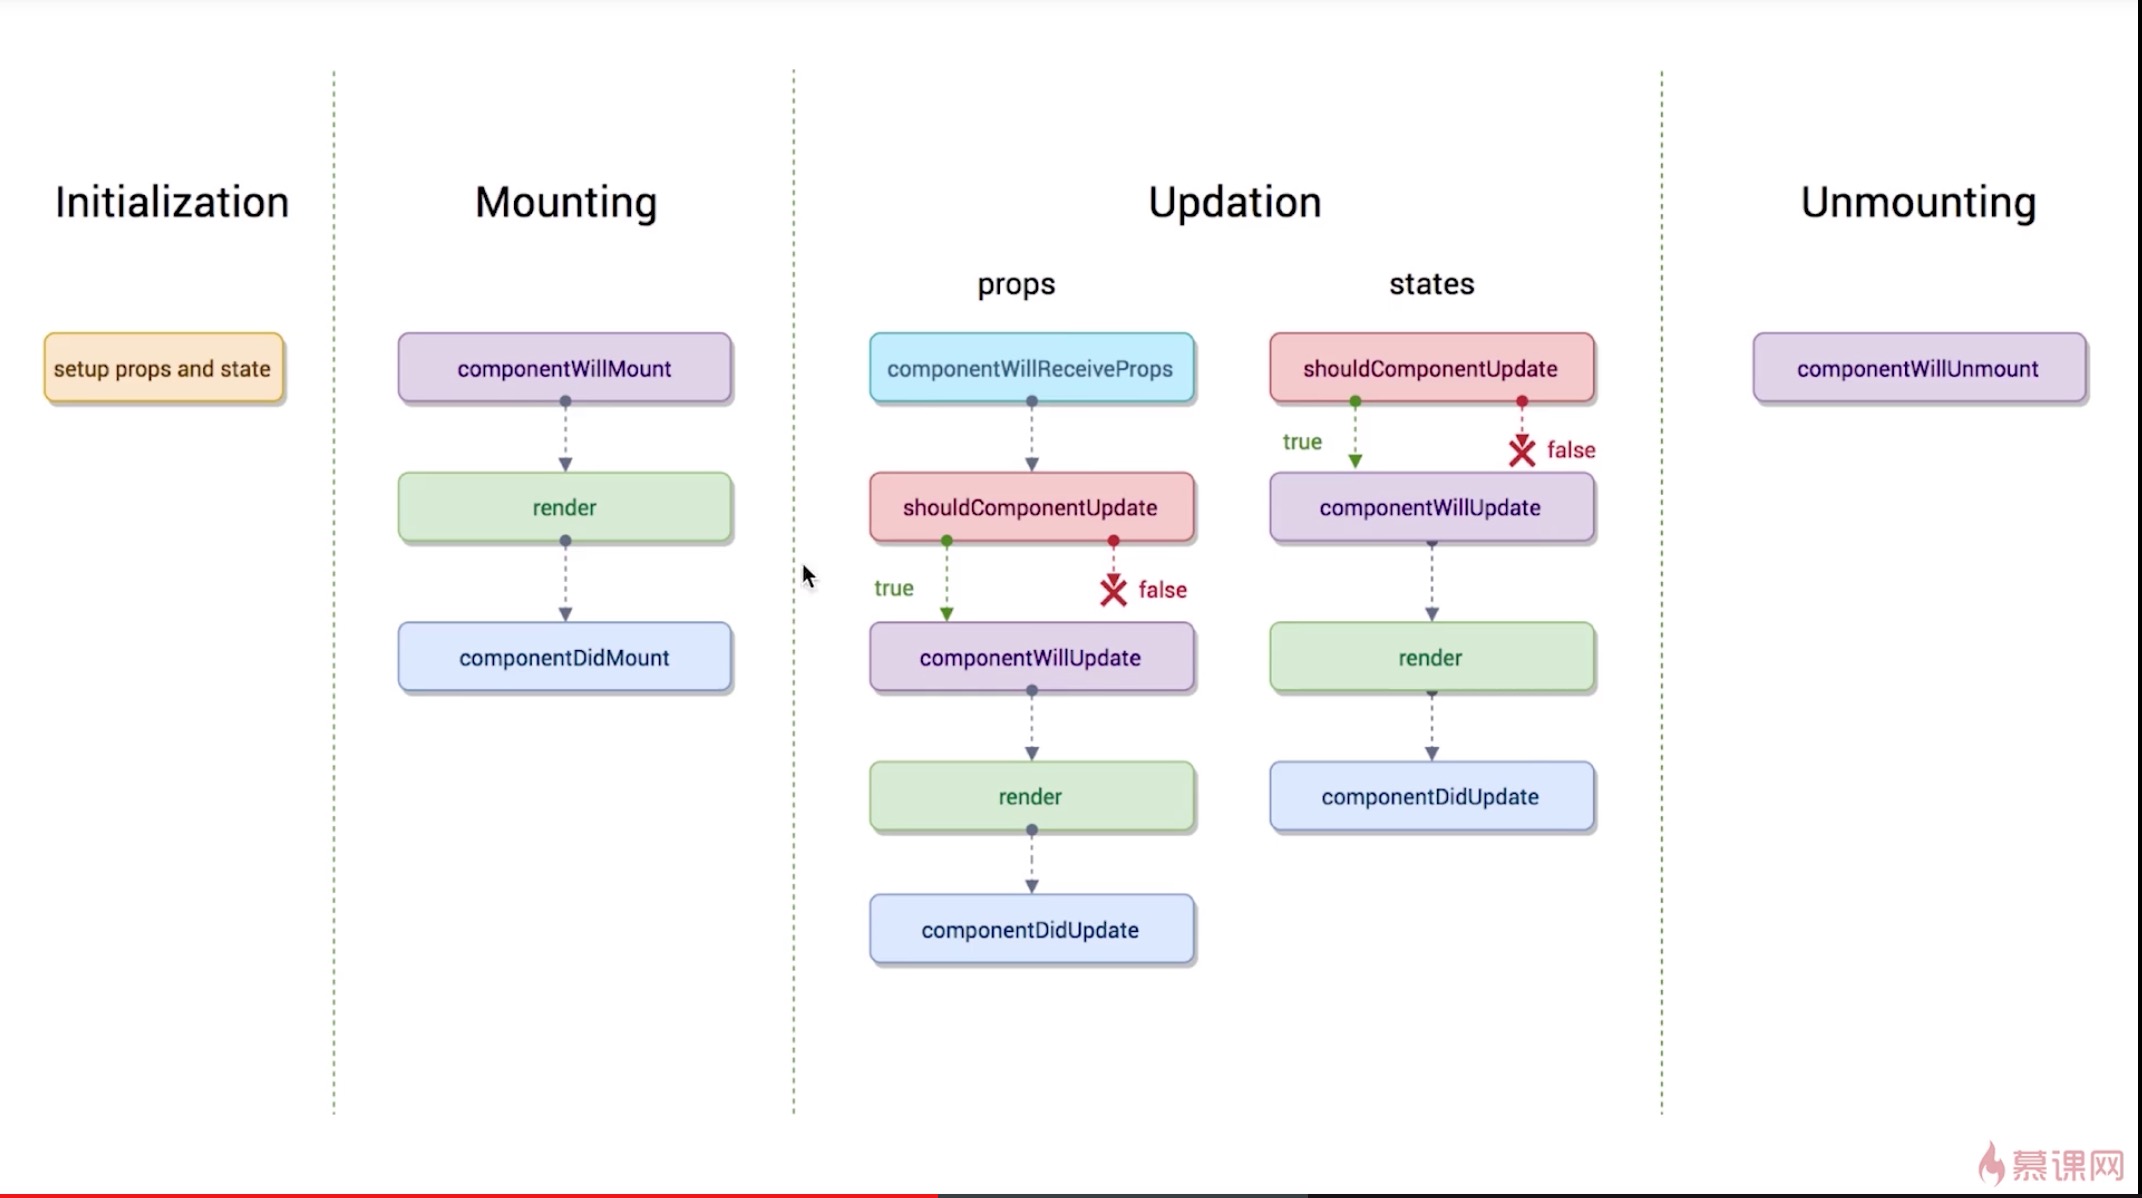 Initialization
Mounting
Updation
Unmounting
props
states
setup props and state
componentWillMount
render
componentDidMount
componentWillReceiveProps
shouldComponentUpdate
true
false
componentWillUpdate
render
componentDidUpdate
shouldComponentUpdate
true
false
componentWillUpdate
render
componentDidUpdate
componentWillUnmount
慕课网